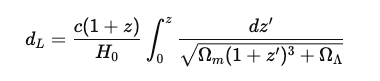 d_L = \frac{c(1+z)}{H_0} \int_0^z \frac{dz'}{\sqrt{\Omega_m(1+z')^3 + \Omega_\Lambda}}